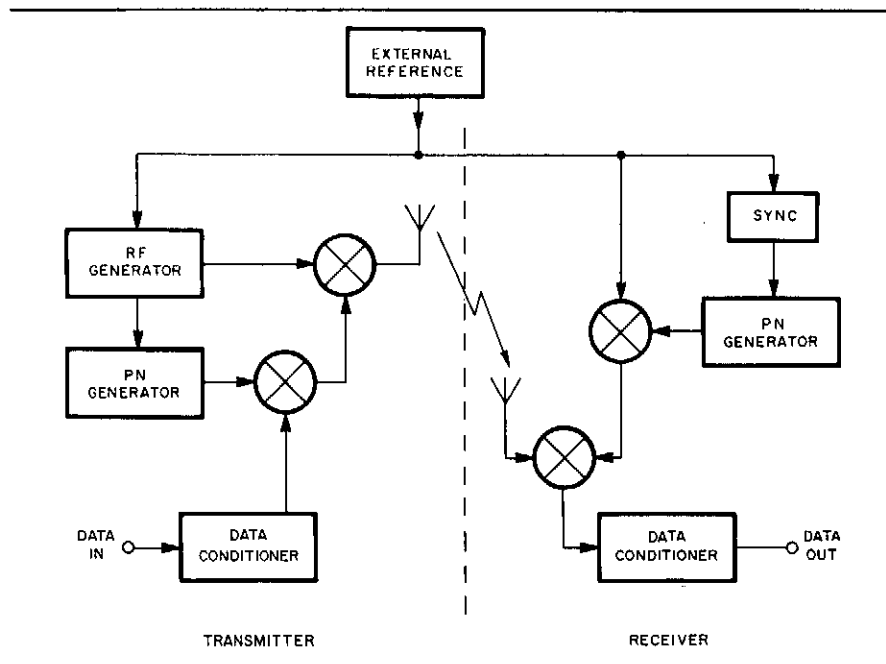 EXTERNAL
REFERENCE
SYNC
RF
GENERATOR
PN
GENERATOR
PN
GENERATOR
DATA
IN
DATA
CONDITIONER
DATA
CONDITIONER
DATA
OUT
TRANSMITTER
RECEIVER